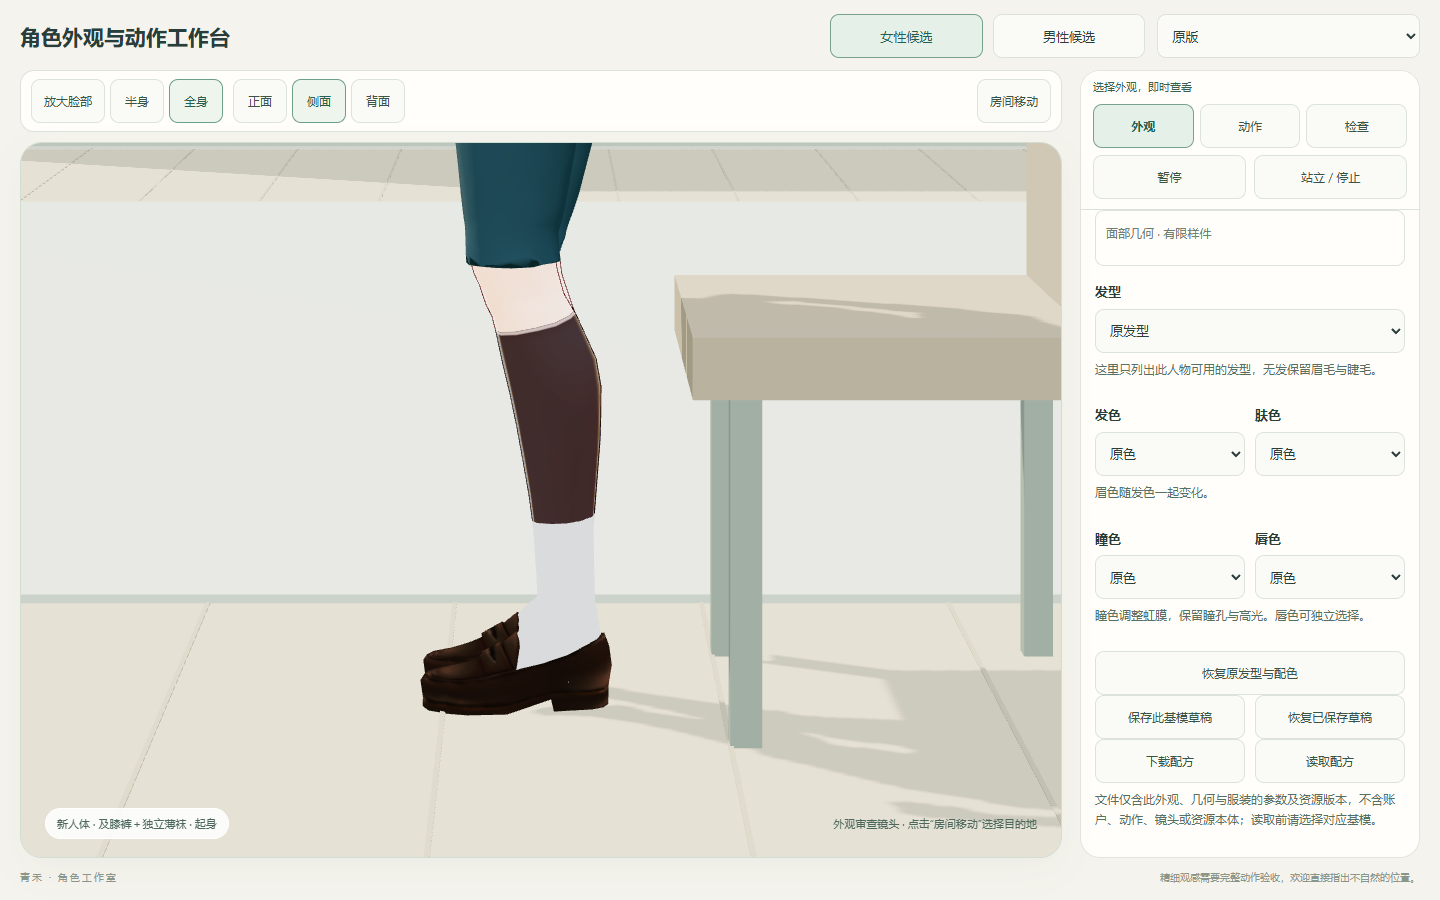 角色外观与动作工作台
女性候选
男性候选
原版
放大脸部
半身
全身
正面
侧面
背面
房间移动
选择外观，即时查看
外观
动作
检查
暂停
站立 / 停止
面部几何 · 有限样件
发型
原发型
这里只列出此人物可用的发型，无发保留眉毛与睫毛。
发色
肤色
原色
原色
眉色随发色一起变化。
瞳色
唇色
原色
原色
瞳色调整虹膜，保留瞳孔与高光。唇色可独立选择。
恢复原发型与配色
保存此基模草稿
恢复已保存草稿
下载配方
读取配方
文件仅含此外观、几何与服装的参数及资源版本，不含账
户、动作、镜头或资源本体；读取前请选择对应基模。
新人体 · 及膝裤 + 独立薄袜 · 起身
外观审查镜头 · 点击“房间移动”选择目的地
青禾 · 角色工作室
精细观感需要完整动作验收，欢迎直接指出不自然的位置。